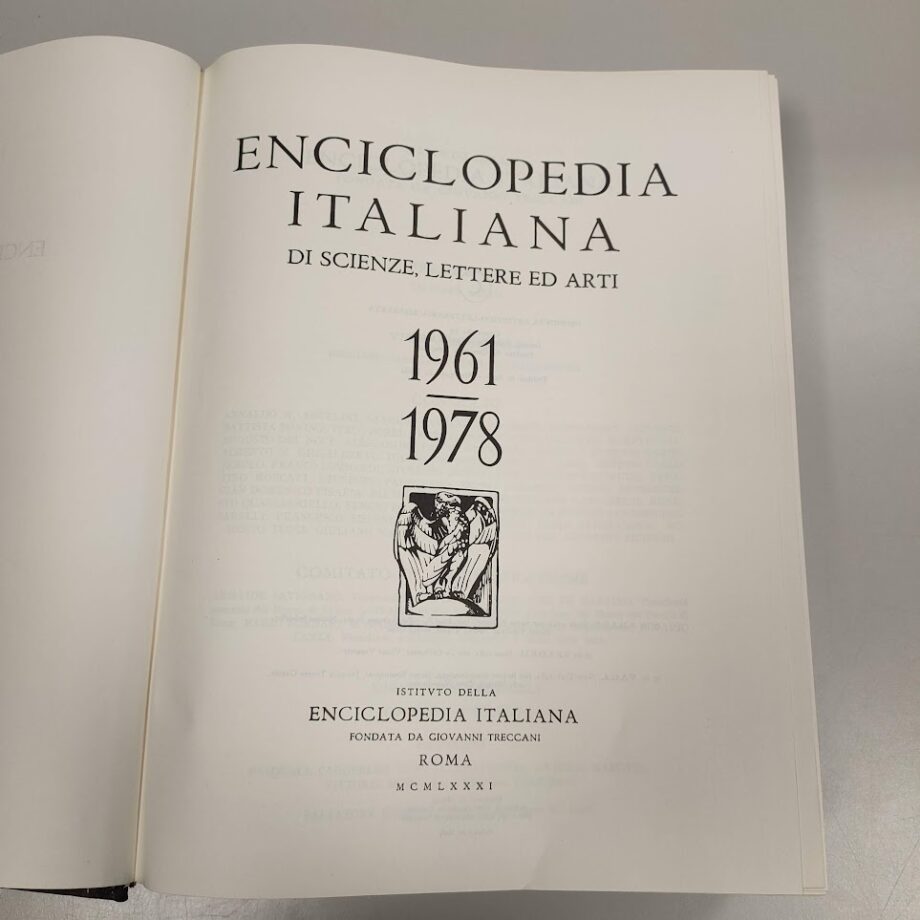 ENCICLOPEDIA
ITALIANA
DI SCIENZE, LETTERE ED ARTI
1961
1978
ISTITVTO DELLA
ENCICLOPEDIA ITALIANA
FONDATA DA GIOVANNI TRECCANI
ROMA
MCMLXXXI